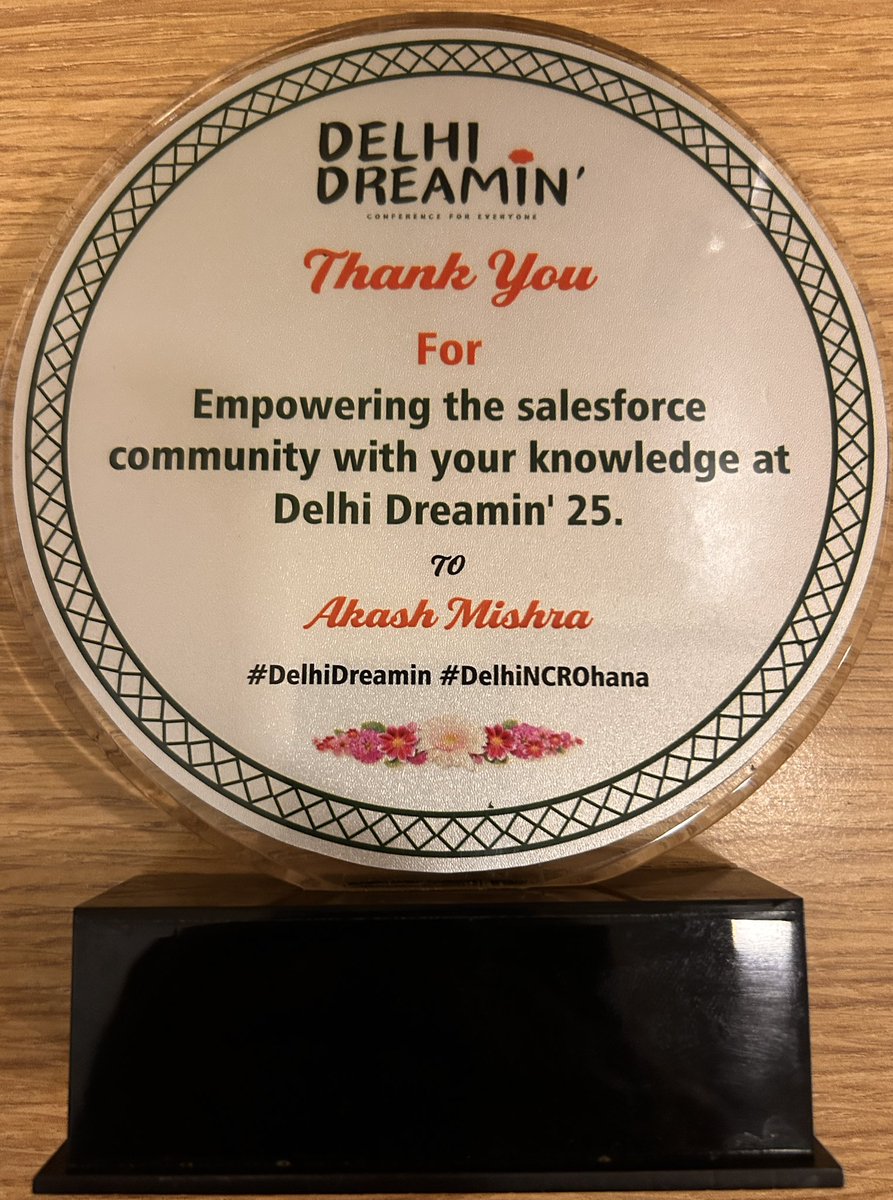 DELHI
DREAMIN'
CONFERENCE FOR EVERYONE
Thank You
For
Empowering the salesforce
community with your knowledge at
Delhi Dreamin' 25.
TO
Akash Mishra
#DelhiDreamin #DelhiNCROhana